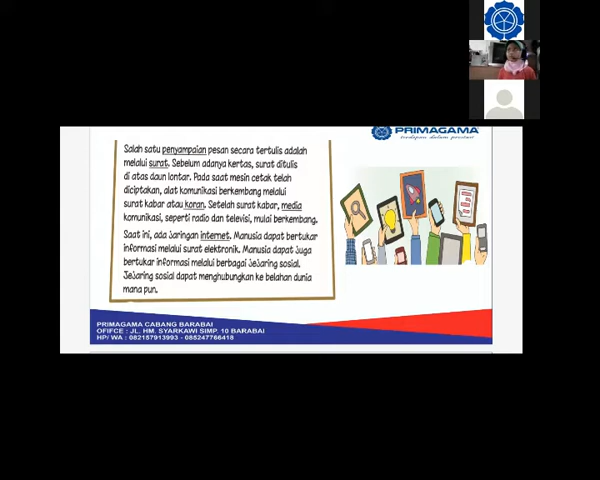 PRIMAGAMA
terdepan dalam prestasi
Salah satu penyampaian pesan secara tertulis adalah
melalui surat. Sebelum adanya kertas, surat ditulis
di atas daun lontar. Pada saat mesin cetak telah
diciptakan, alat komunikasi berkembang melalui
surat kabar atau koran. Setelah surat kabar, media
komunikasi, seperti radio dan televisi, mulai berkembang.
Saat ini, ada jaringan internet. Manusia dapat bertukar
informasi melalui surat elektronik. Manusia dapat juga
bertukar informasi melalui berbagai jejaring sosial.
Jejaring sosial dapat menghubungkan ke belahan dunia
mana pun.
PRIMAGAMA CABANG BARABAI
OFIFCE : JL. HM. SYARKAWI SIMP. 10 BARABAI
HP/ WA : 082157913993 - 085247766418